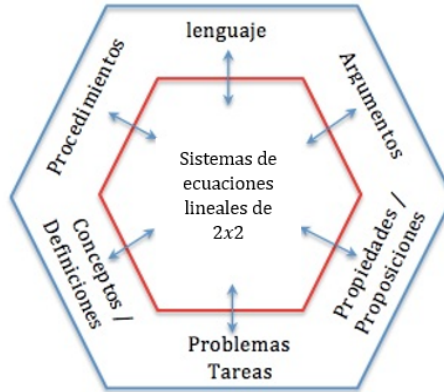 lenguaje
Argumentos
Propiedades /
Proposiciones
Problemas
Tareas
Conceptos /
Definiciones
Procedimientos
Sistemas de
ecuaciones
lineales de
2x2